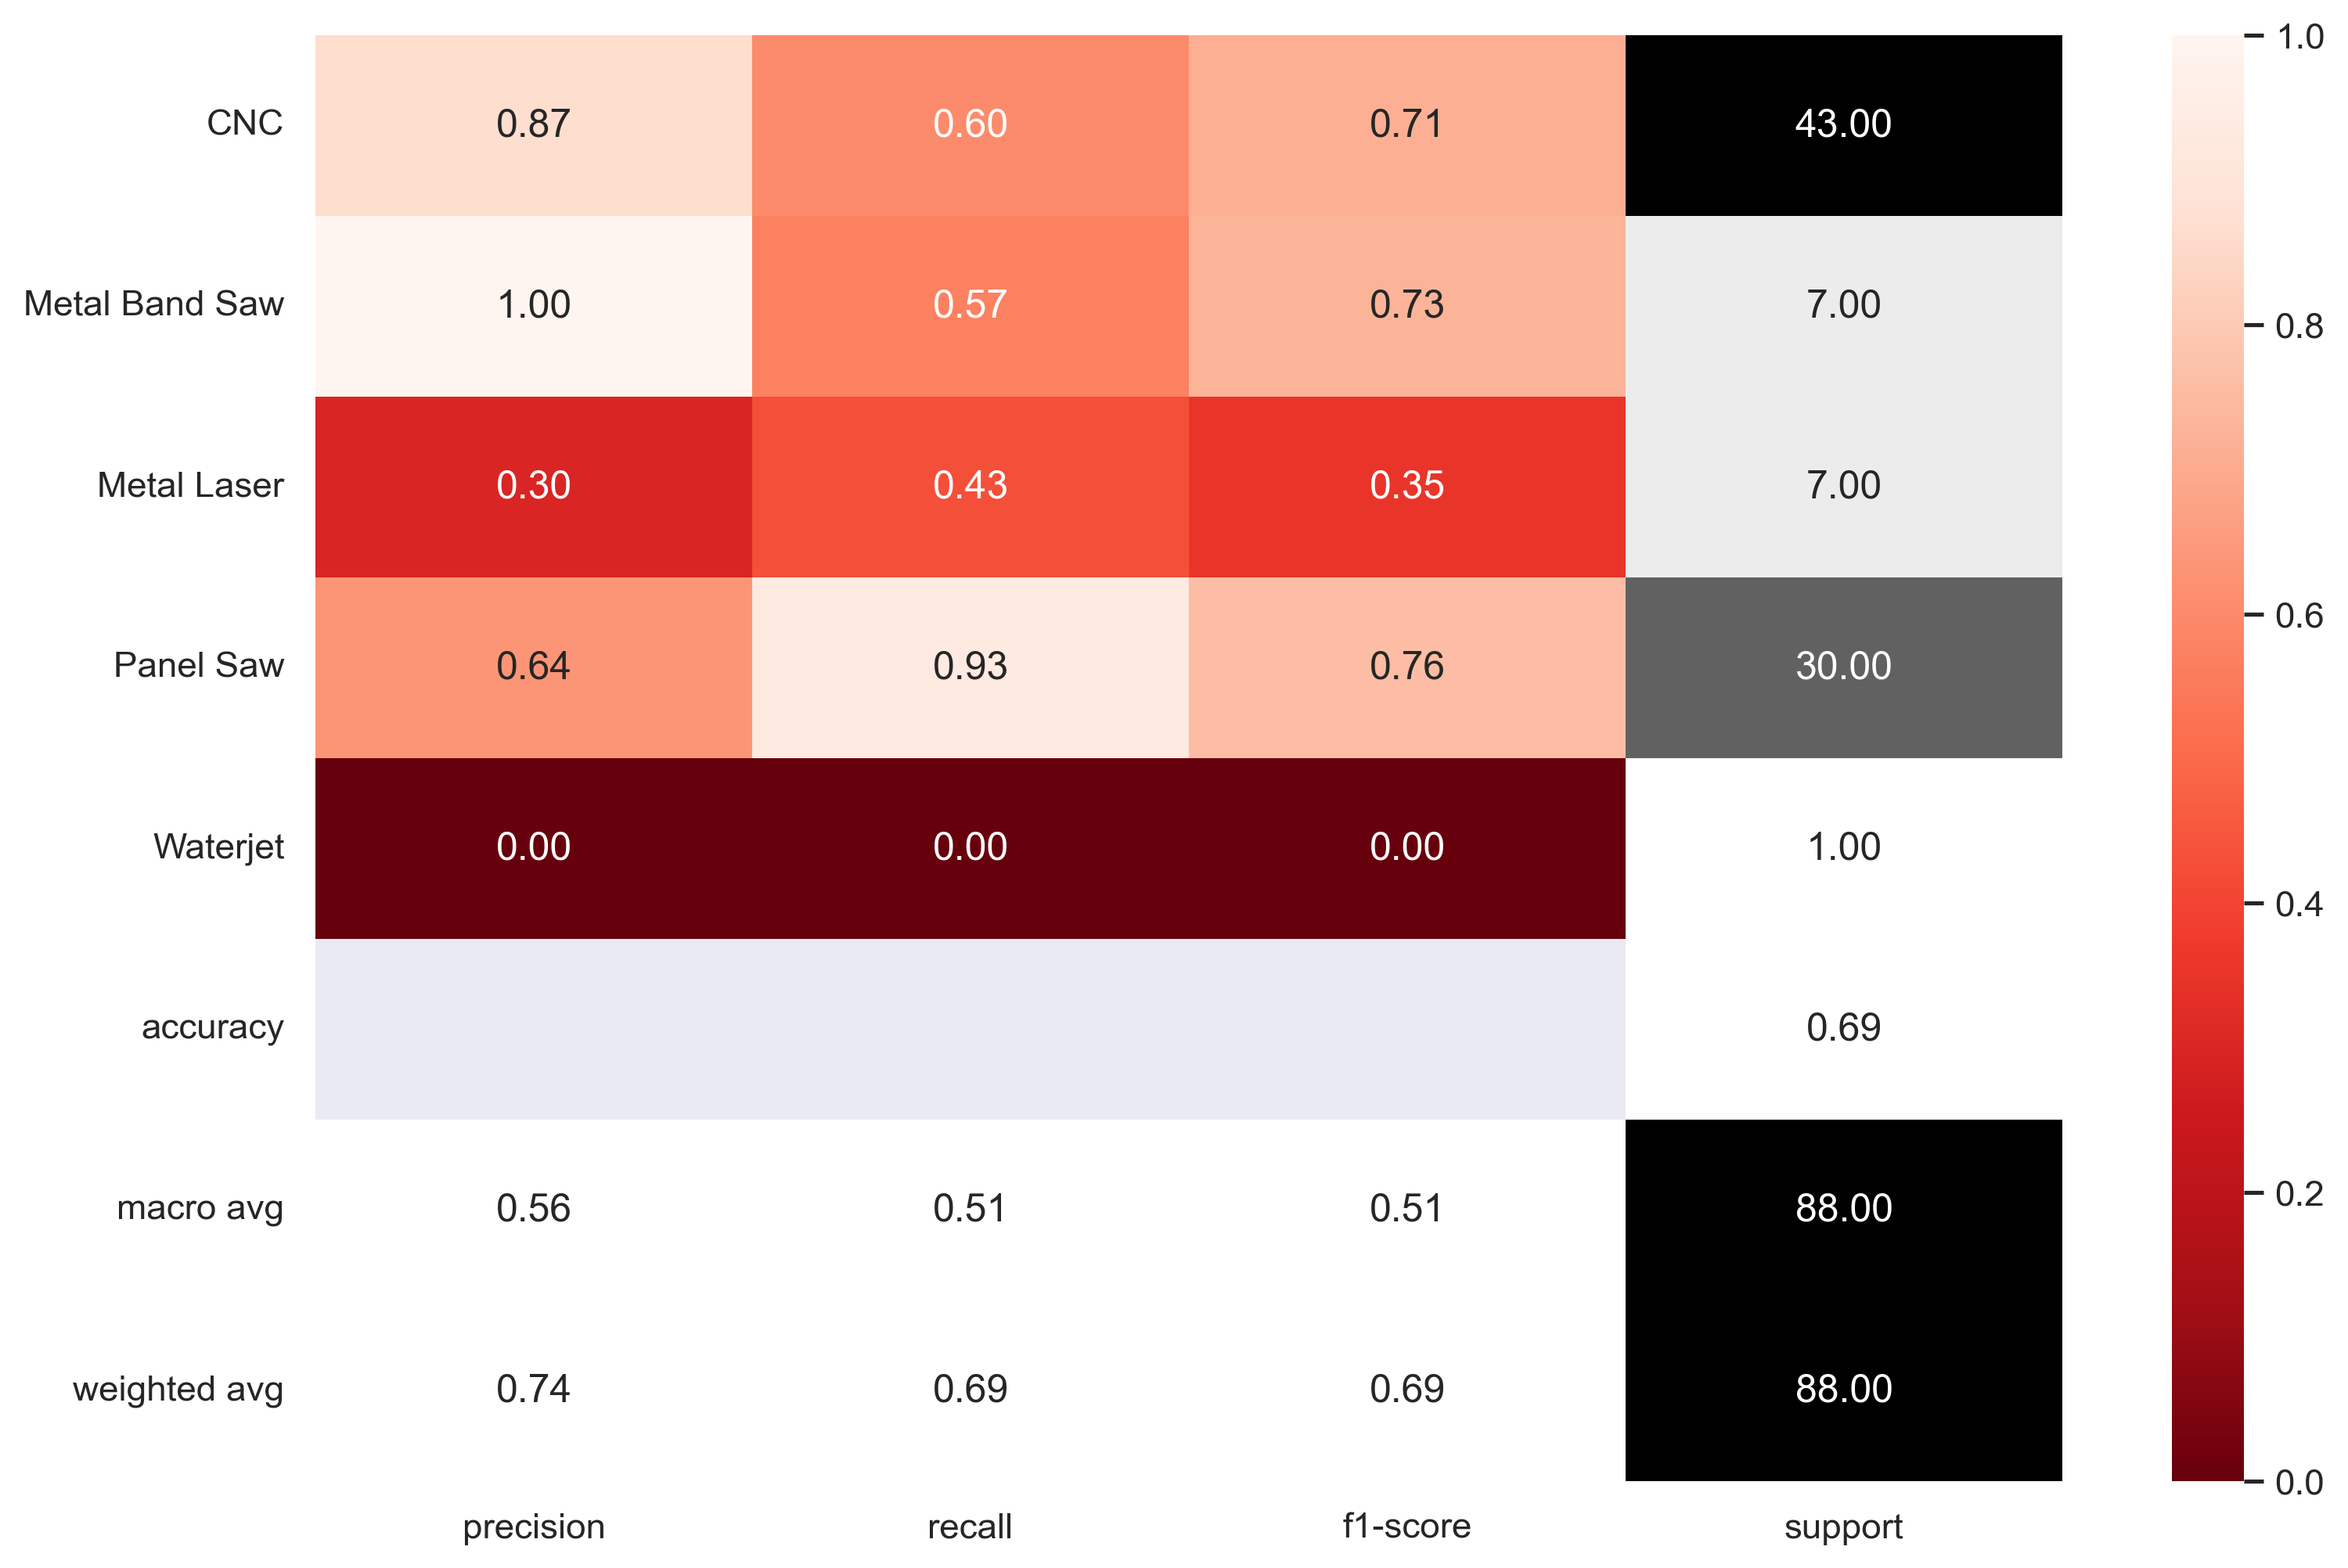 CNC 0.87 0.60 0.71 43.00
Metal Band Saw 1.00 0.57 0.73 7.00
Metal Laser 0.30 0.43 0.35 7.00
Panel Saw 0.64 0.93 0.76 30.00
Waterjet 0.00 0.00 0.00 1.00
accuracy 0.69
macro avg 0.56 0.51 0.51 88.00
weighted avg 0.74 0.69 0.69 88.00
precision recall f1-score support
1.0
0.8
0.6
0.4
0.2
0.0